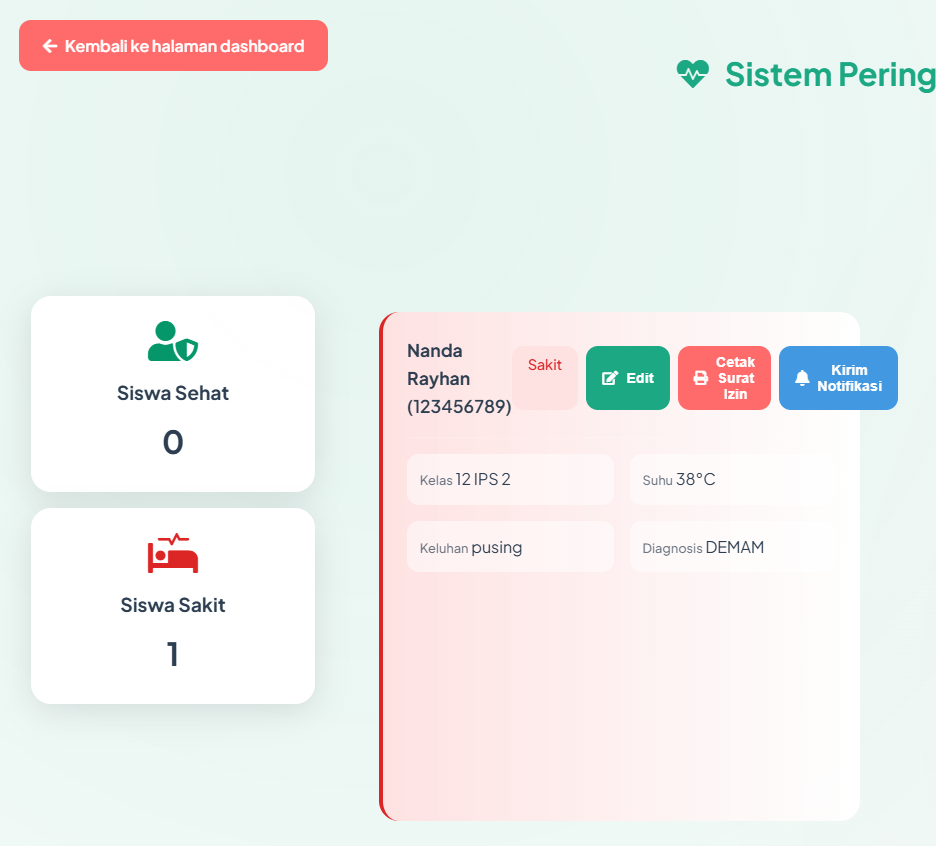 Kembali ke halaman dashboard
Sistem Pering
Siswa Sehat
0
Siswa Sakit
1
Nanda
Rayhan
(123456789)
Sakit
Edit
Cetak
Surat
Izin
Kirim
Notifikasi
Kelas 12 IPS 2
Suhu 38°C
Keluhan pusing
Diagnosis DEMAM